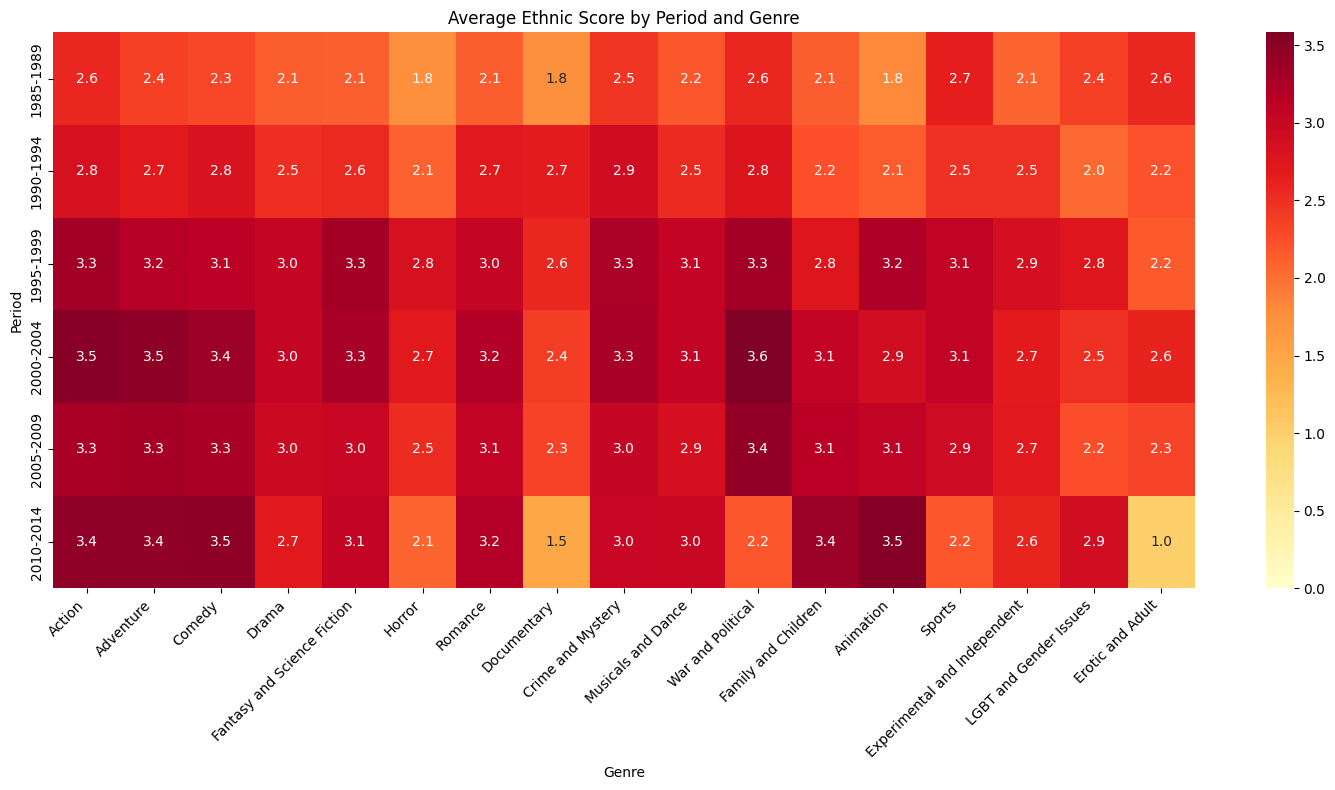 Average Ethnic Score by Period and Genre
Period
1985-1989
2.6 2.4 2.3 2.1 2.1 1.8 2.1 1.8 2.5 2.2 2.6 2.1 1.8 2.7 2.1 2.4 2.6
1990-1994
2.8 2.7 2.8 2.5 2.6 2.1 2.7 2.7 2.9 2.5 2.8 2.2 2.1 2.5 2.5 2.0 2.2
1995-1999
3.3 3.2 3.1 3.0 3.3 2.8 3.0 2.6 3.3 3.1 3.3 2.8 3.2 3.1 2.9 2.8 2.2
2000-2004
3.5 3.5 3.4 3.0 3.3 2.7 3.2 2.4 3.3 3.1 3.6 3.1 2.9 3.1 2.7 2.5 2.6
2005-2009
3.3 3.3 3.3 3.0 3.0 2.5 3.1 2.3 3.0 2.9 3.4 3.1 3.1 2.9 2.7 2.2 2.3
2010-2014
3.4 3.4 3.5 2.7 3.1 2.1 3.2 1.5 3.0 3.0 2.2 3.4 3.5 2.2 2.6 2.9 1.0
Action
Adventure
Comedy
Drama
Fantasy and Science Fiction
Horror
Romance
Documentary
Crime and Mystery
Musicals and Dance
War and Political
Family and Children
Animation
Sports
Experimental and Independent
LGBT and Gender Issues
Erotic and Adult
Genre
3.5
3.0
2.5
2.0
1.5
1.0
0.5
0.0